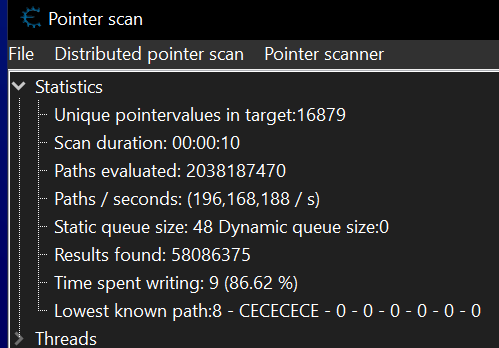 Pointer scan
File Distributed pointer scan Pointer scanner
Statistics
Unique pointervalues in target:16879
Scan duration: 00:00:10
Paths evaluated: 2038187470
Paths / seconds: (196,168,188 / s)
Static queue size: 48 Dynamic queue size:0
Results found: 58086375
Time spent writing: 9 (86.62 %)
Lowest known path:8 - CECECECE - 0 - 0 - 0 - 0 - 0 - 0
Threads